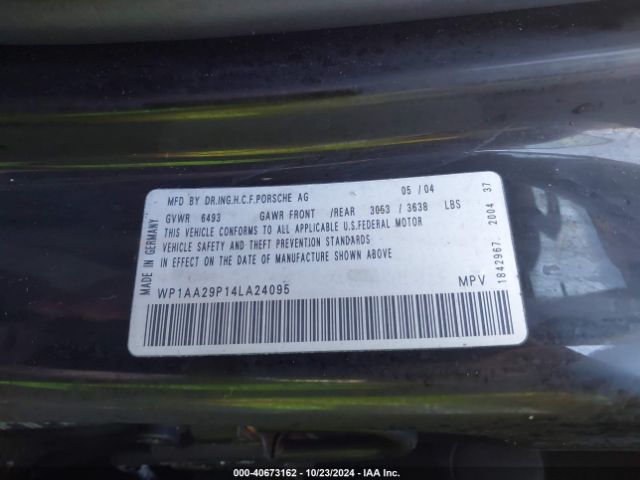 MFD BY DR.ING.H.C.F.PORSCHE AG 05 / 04
GVWR 6493 GAWR FRONT /REAR 3053 / 3638 LBS
THIS VEHICLE CONFORMS TO ALL APPLICABLE U.S.FEDERAL MOTOR
VEHICLE SAFETY AND THEFT PREVENTION STANDARDS
IN EFFECT ON THE DATE OF MANUFACTURE SHOWN ABOVE
WP1AA29P14LA24095 MPV
MADE IN GERMANY
1842967. 2004 37
000-40673162 - 10/23/2024 - IAA Inc.